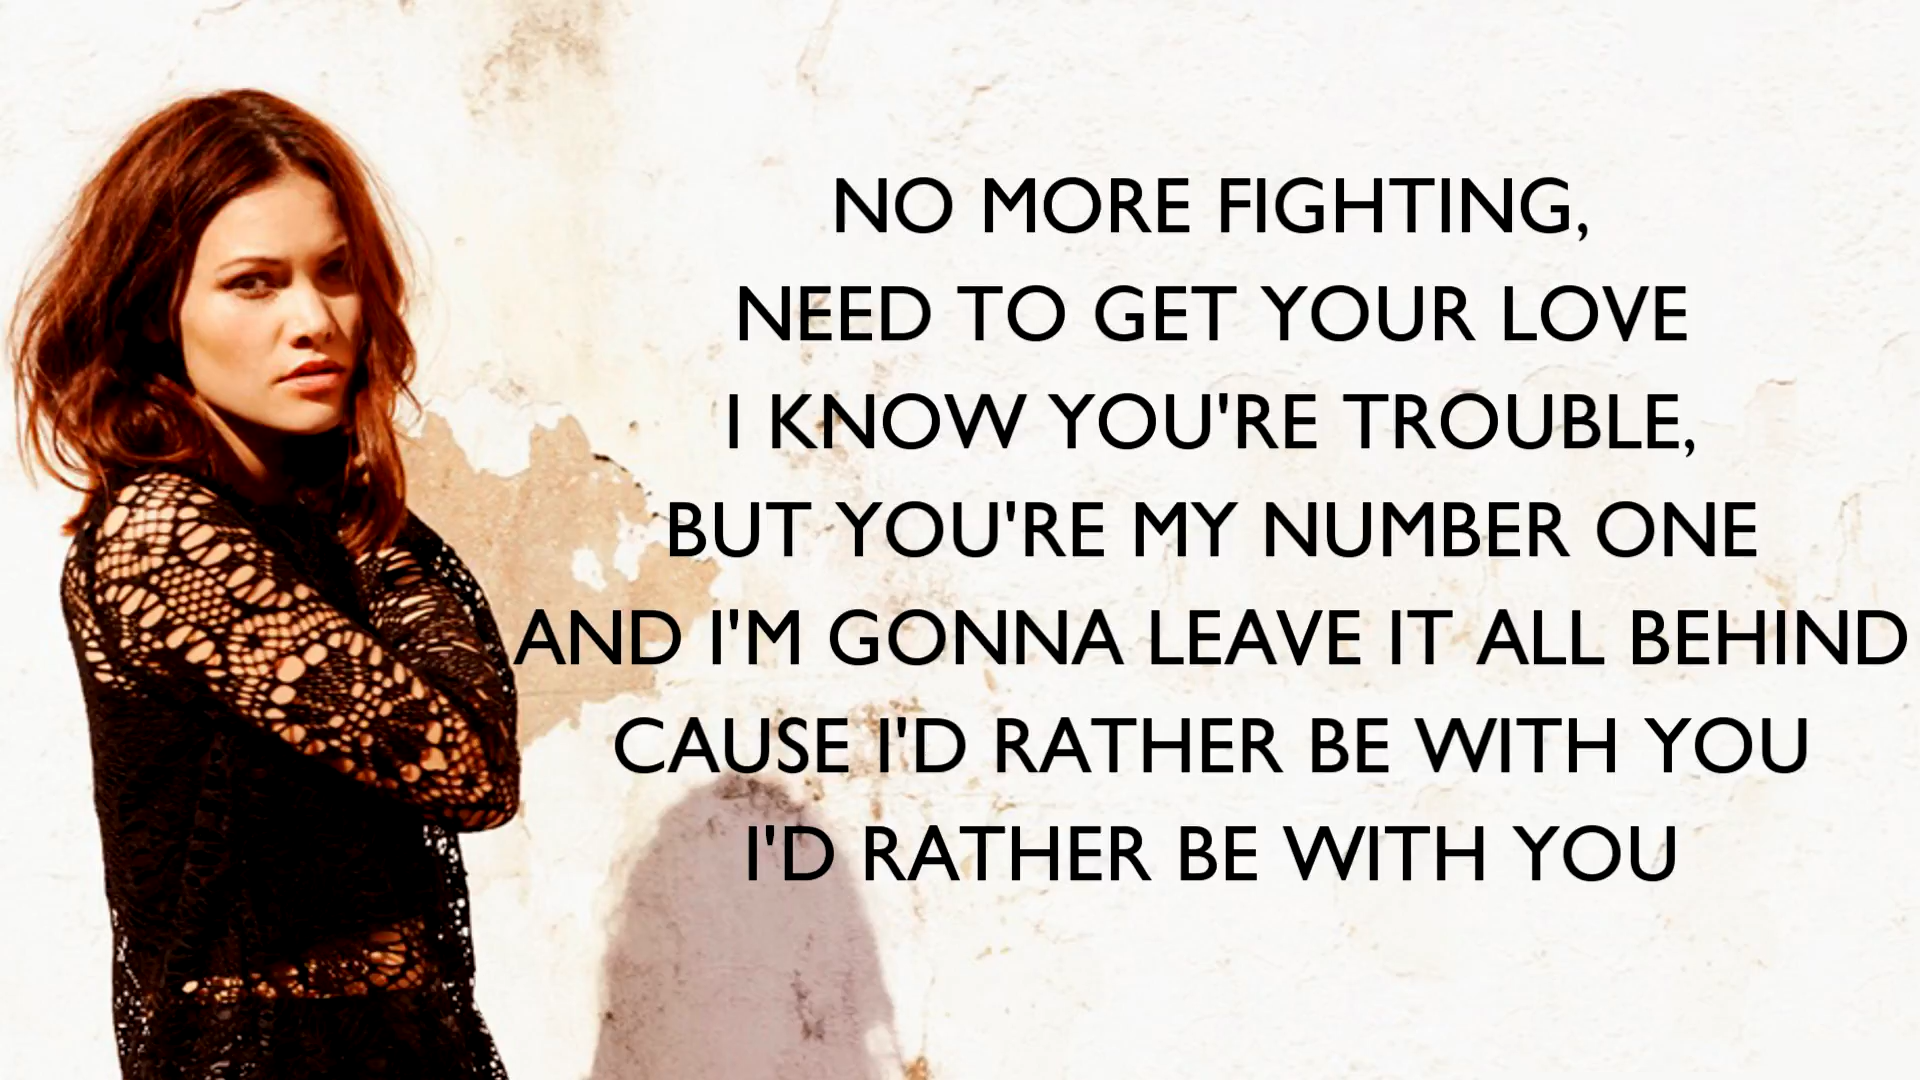 NO MORE FIGHTING,
NEED TO GET YOUR LOVE
I KNOW YOU'RE TROUBLE,
BUT YOU'RE MY NUMBER ONE
AND I'M GONNA LEAVE IT ALL BEHIND
CAUSE I'D RATHER BE WITH YOU
I'D RATHER BE WITH YOU